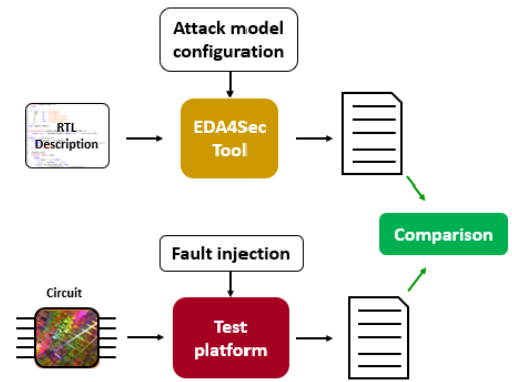 Attack model
configuration
RTL
Description
EDA4Sec
Tool
Comparison
Fault injection
Circuit
Test
platform